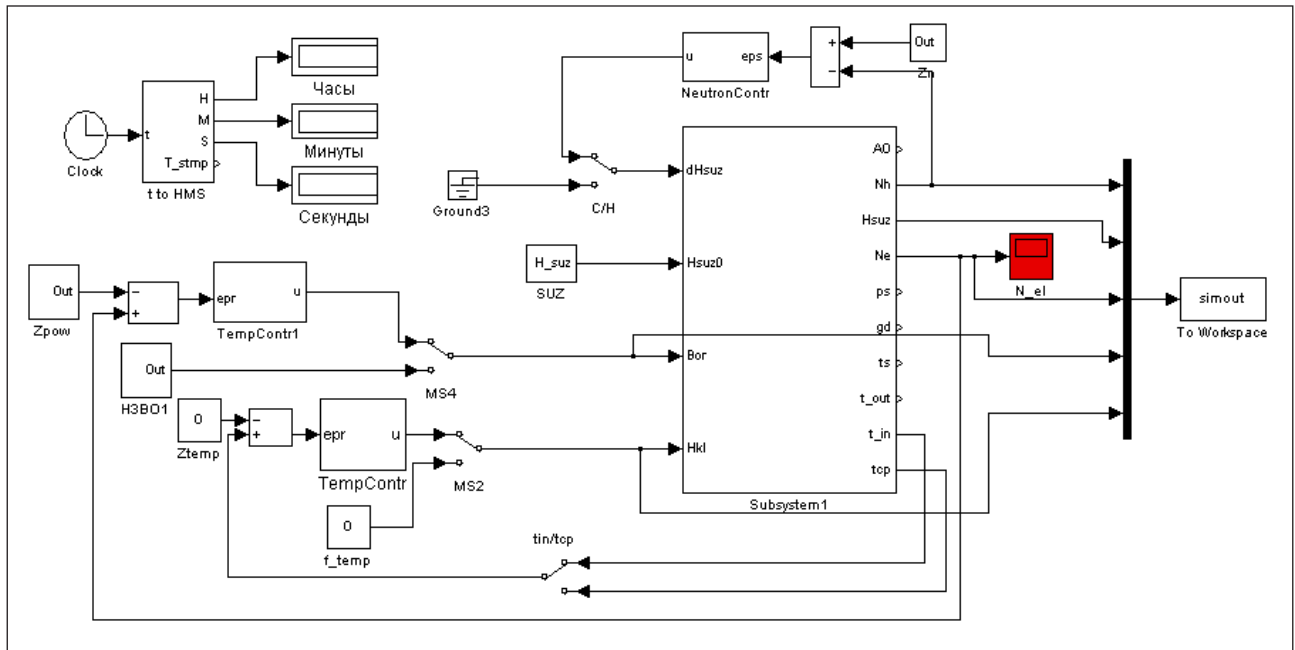 Clock
t
H
M
S
T_stmp
t to HMS
Часы
Минуты
Секунды
u
eps
NeutronContr
+
−
Out
Zn
Ground3
C/H
H_suz
SUZ
dHsuz
Hsuz0
Bor
Hkl
A0
Nh
Hsuz
Ne
ps
gd
ts
t_out
t_in
tcp
Subsystem1
N_el
simout
To Workspace
Out
Zpow
−
+
epr
u
TempContr1
Out
H3BO1
MS4
0
Ztemp
−
+
epr
u
TempContr
MS2
0
f_temp
tin/tcp